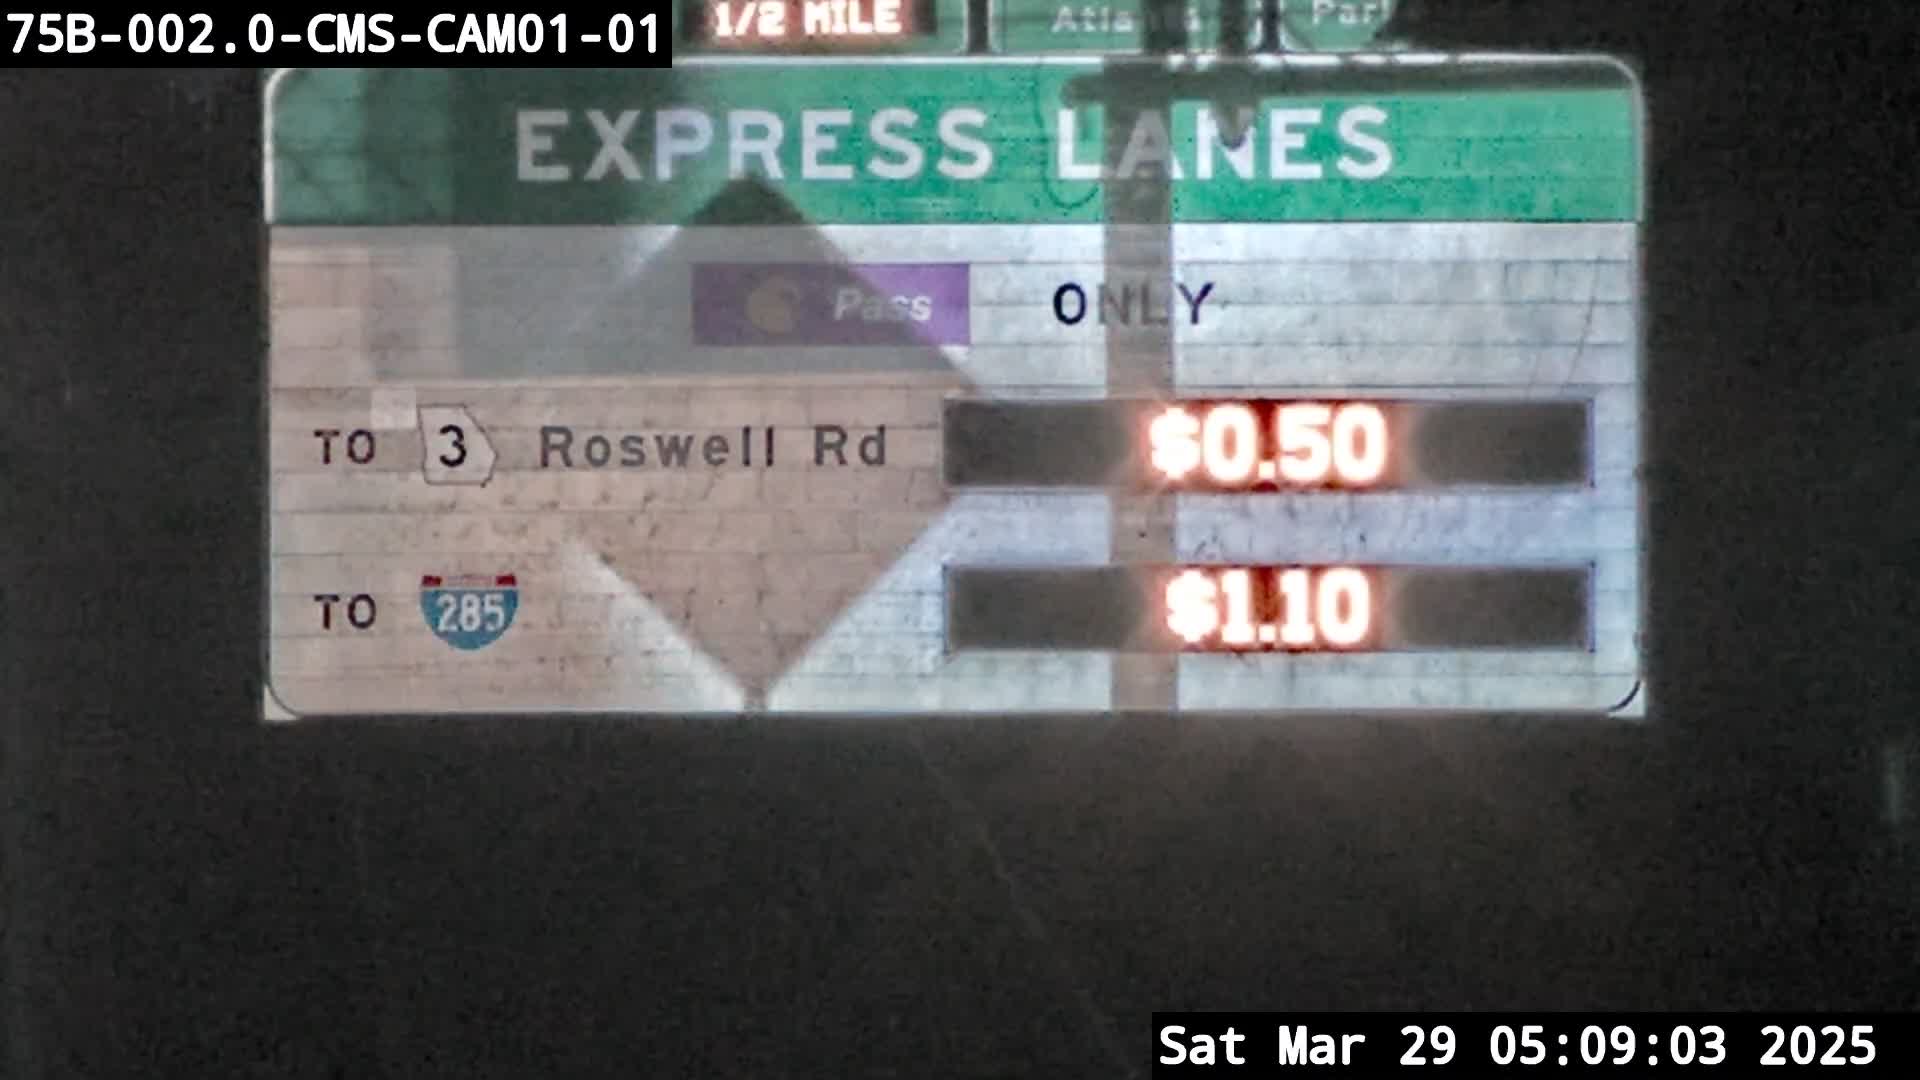 75B-002.0-CMS-CAM01-01
1/2 MILE
EXPRESS LANES
Pass ONLY
TO 3 Roswell Rd $0.50
TO 285 $1.10
Sat Mar 29 05:09:03 2025